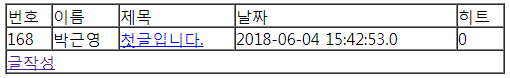 번호 이름 제목 날짜 히트
168 박근영 첫글입니다. 2018-06-04 15:42:53.0 0
글작성